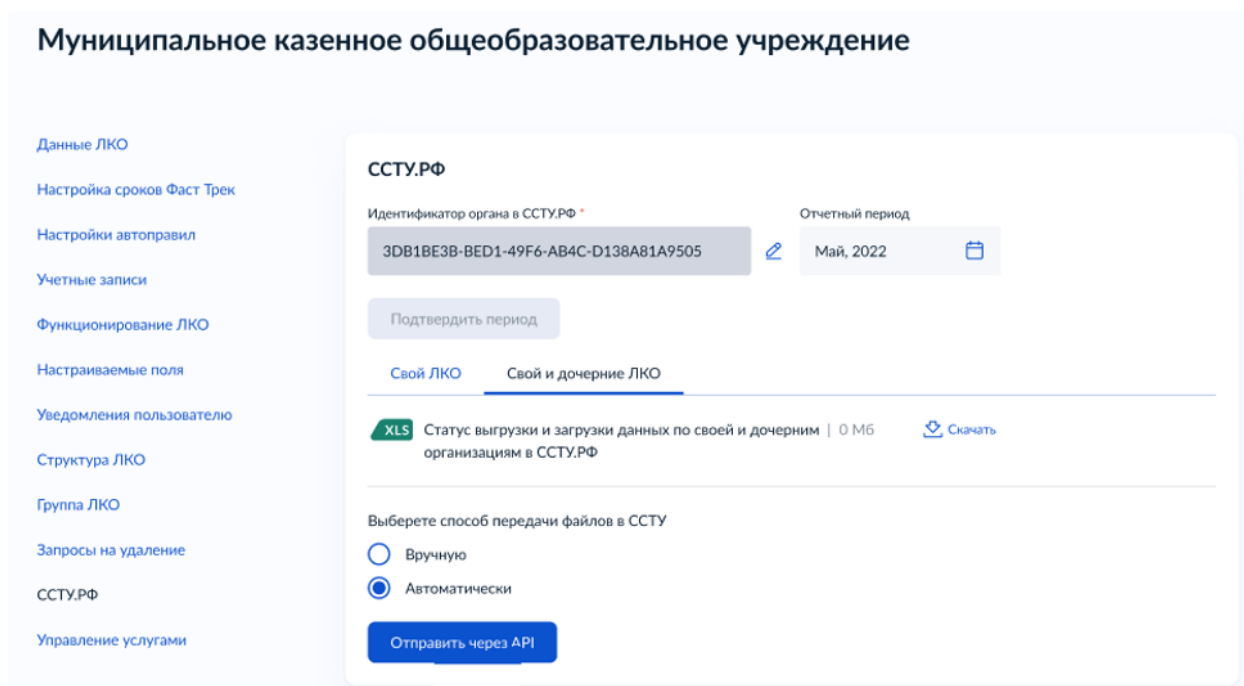 Муниципальное казенное общеобразовательное учреждение
Данные ЛКО
Настройка сроков Фаст Трек
Настройки автоправил
Учетные записи
Функционирование ЛКО
Настраиваемые поля
Уведомления пользователю
Структура ЛКО
Группа ЛКО
Запросы на удаление
ССТУ.РФ
Управление услугами
ССТУ.РФ
Идентификатор органа в ССТУ.РФ *
Отчетный период
3DB1BE3B-BED1-49F6-AB4C-D138A81A9505
Май, 2022
Подтвердить период
Свой ЛКО
Свой и дочерние ЛКО
XLS Статус выгрузки и загрузки данных по своей и дочерним | 0 Мб Скачать
организациям в ССТУ.РФ
Выберете способ передачи файлов в ССТУ
Вручную
Автоматически
Отправить через API